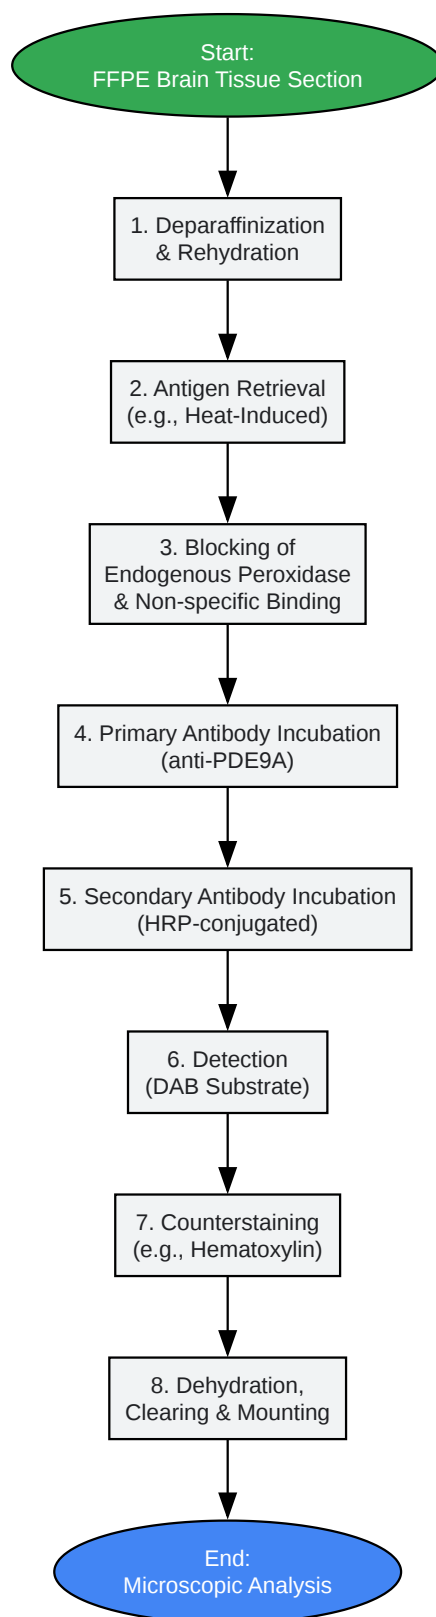 Start:
FFPE Brain Tissue Section
1. Deparaffinization
& Rehydration
2. Antigen Retrieval
(e.g., Heat-Induced)
3. Blocking of
Endogenous Peroxidase
& Non-specific Binding
4. Primary Antibody Incubation
(anti-PDE9A)
5. Secondary Antibody Incubation
(HRP-conjugated)
6. Detection
(DAB Substrate)
7. Counterstaining
(e.g., Hematoxylin)
8. Dehydration,
Clearing & Mounting
End:
Microscopic Analysis